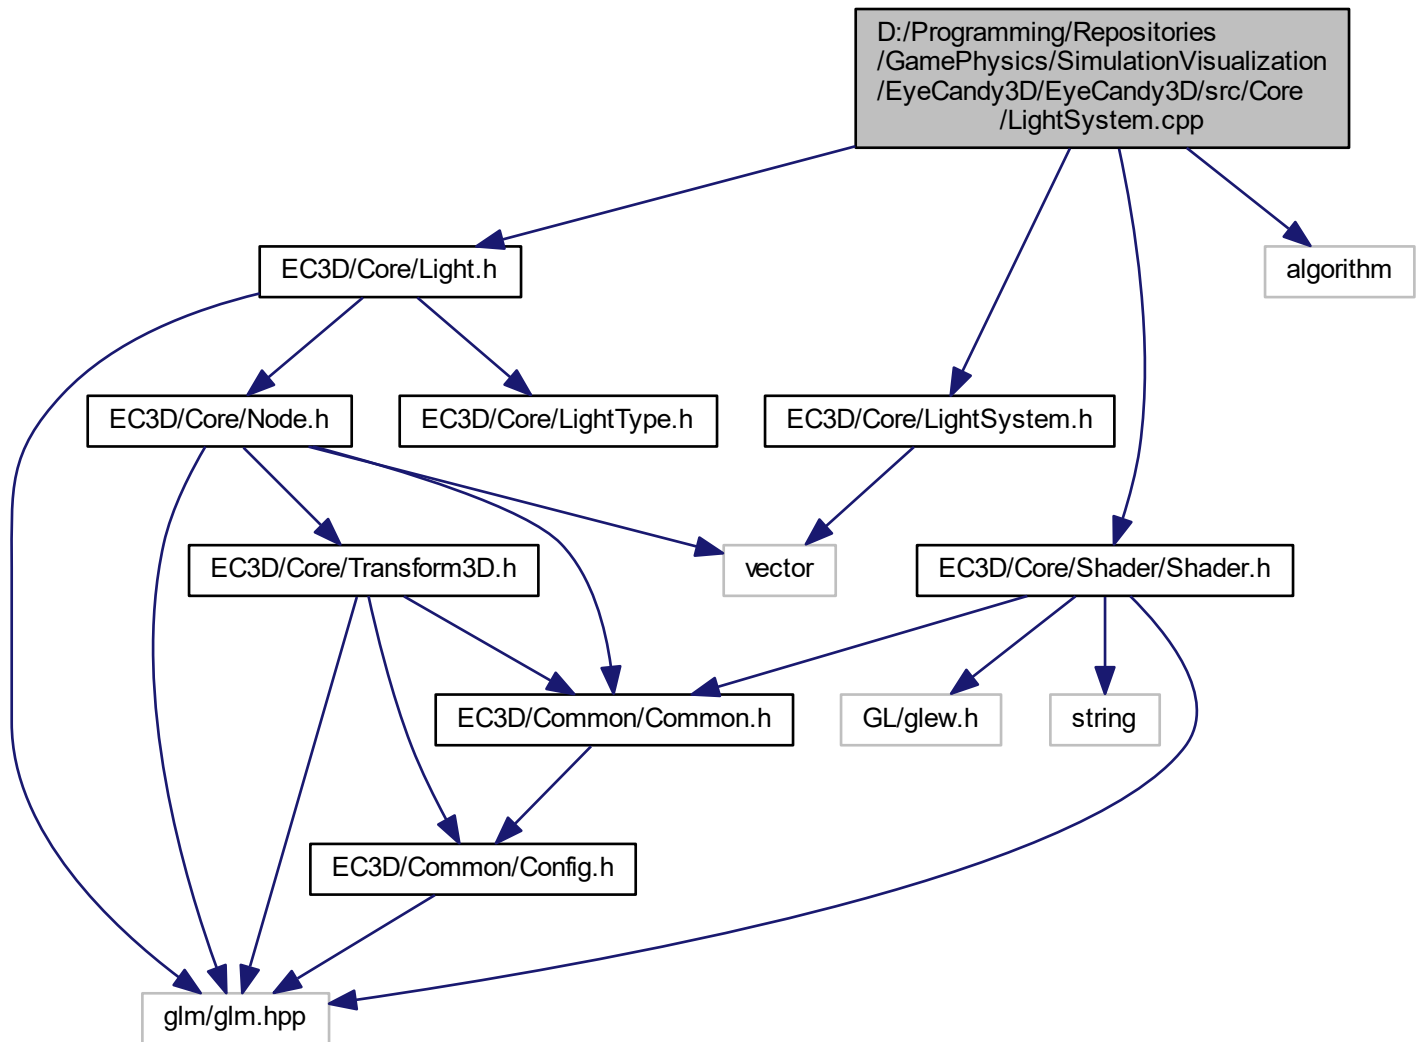 D:/Programming/Repositories
/GamePhysics/SimulationVisualization
/EyeCandy3D/EyeCandy3D/src/Core
/LightSystem.cpp
EC3D/Core/Light.h
algorithm
EC3D/Core/Node.h
EC3D/Core/LightType.h
EC3D/Core/LightSystem.h
EC3D/Core/Transform3D.h
vector
EC3D/Core/Shader/Shader.h
EC3D/Common/Common.h
GL/glew.h
string
EC3D/Common/Config.h
glm/glm.hpp